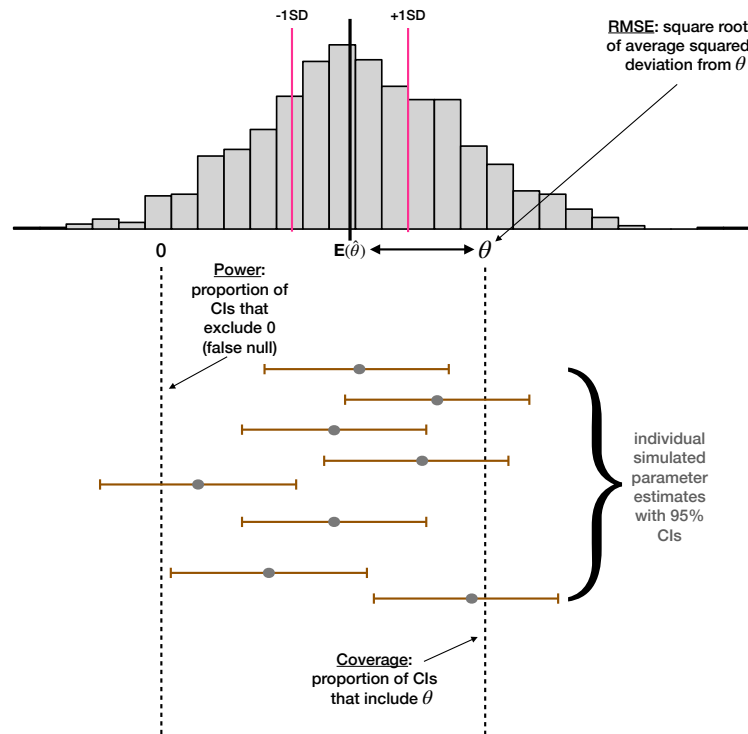 -1SD
+1SD
RMSE: square root
of average squared
deviation from θ
0
E(θ̂)
θ
Power:
proportion of
CIs that
exclude 0
(false null)
individual
simulated
parameter
estimates
with 95%
CIs
Coverage:
proportion of CIs
that include θ